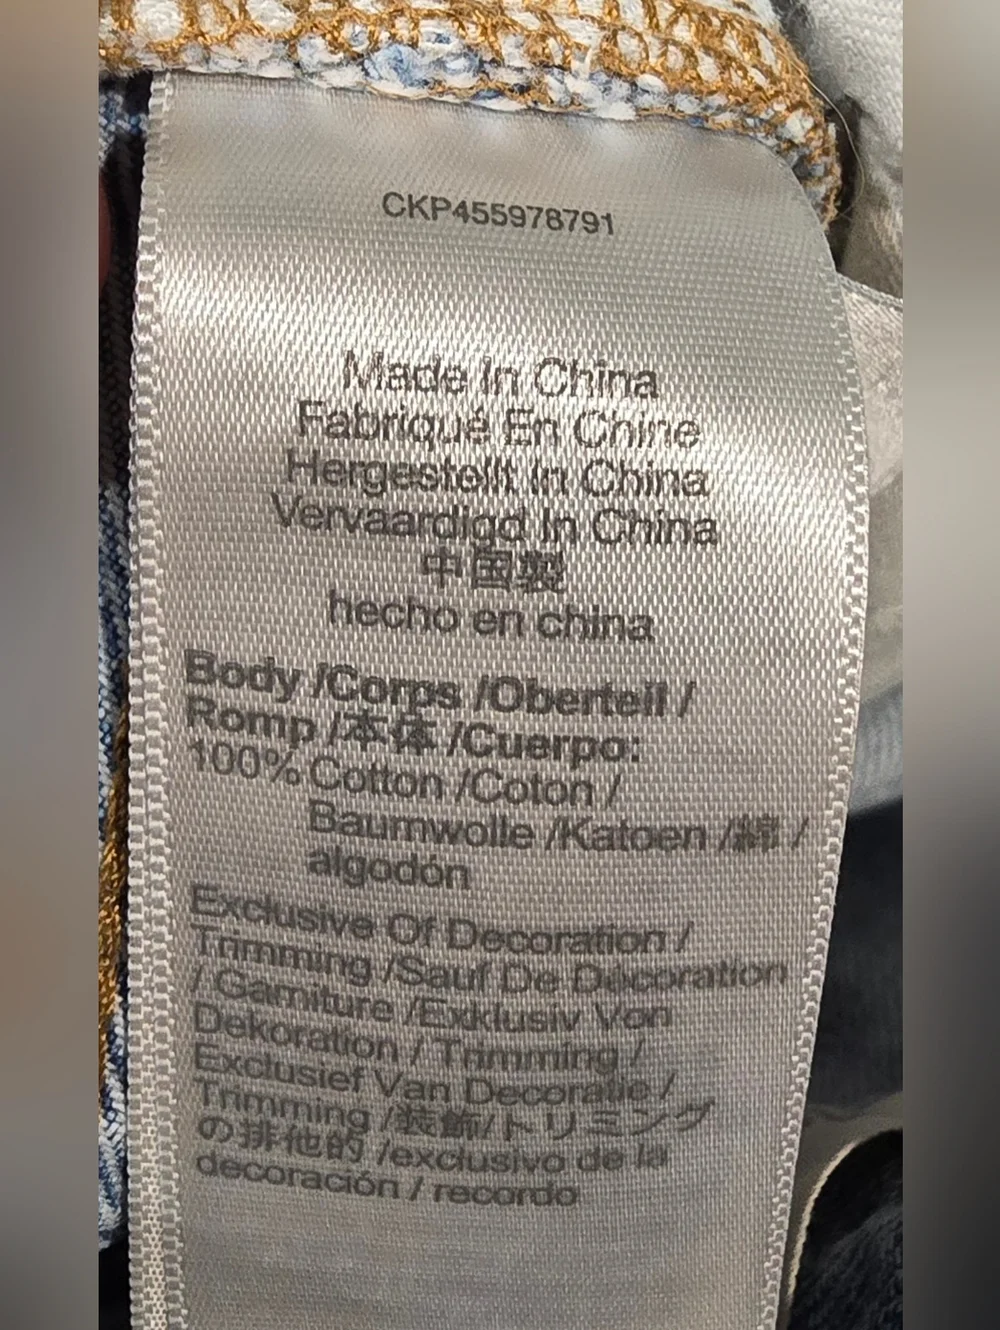 CKP455978791
Made In China
Fabriqué En Chine
Hergestellt In China
Vervaardigd In China
中国製
hecho en china
Body /Corps /Oberteil /
Romp /本体 /Cuerpo:
100% Cotton /Coton /
Baumwolle /Katoen /綿 /
algodón
Exclusive Of Decoration /
Trimming /Sauf De Décoration
/ Garniture /Exklusiv Von
Dekoration / Trimming /
Exclusief Van Decoratie /
Trimming /装飾/トリミング
の排他的 /exclusivo de la
decoración / recordo